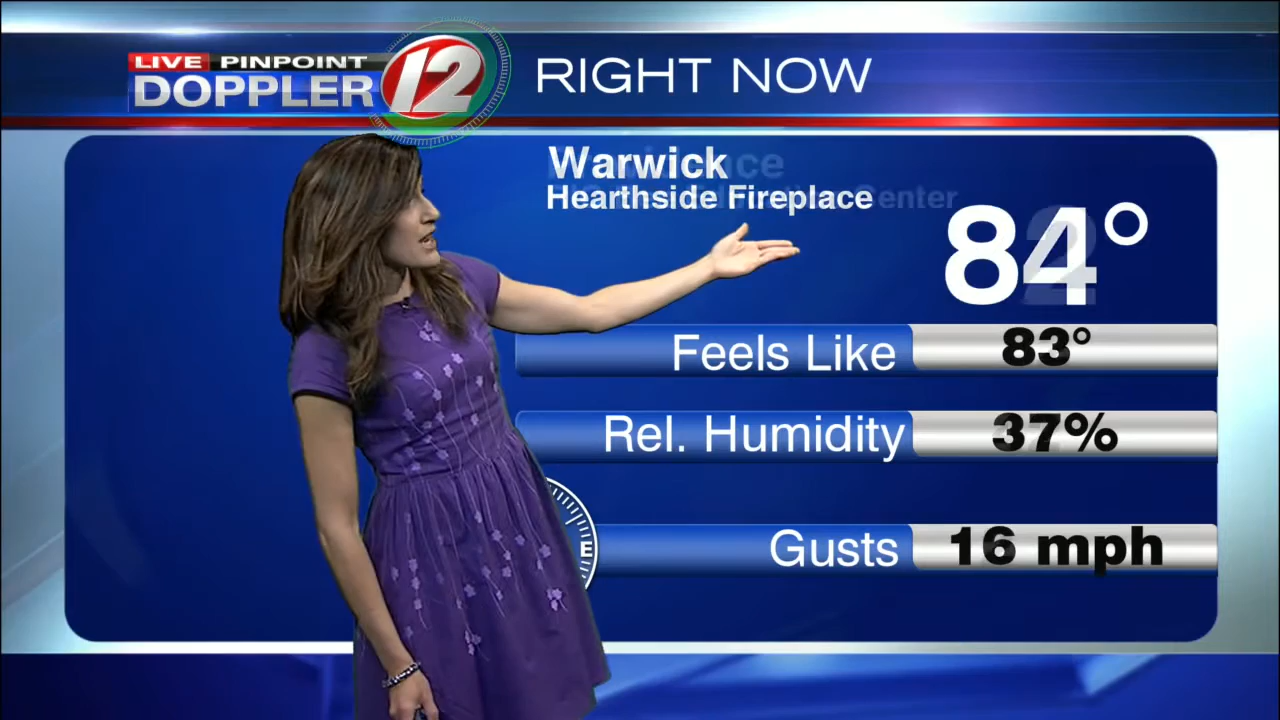 LIVE PINPOINT
DOPPLER 12
RIGHT NOW
Warwick
Hearthside Fireplace
Center
84°
Feels Like 83°
Rel. Humidity 37%
E
Gusts 16 mph